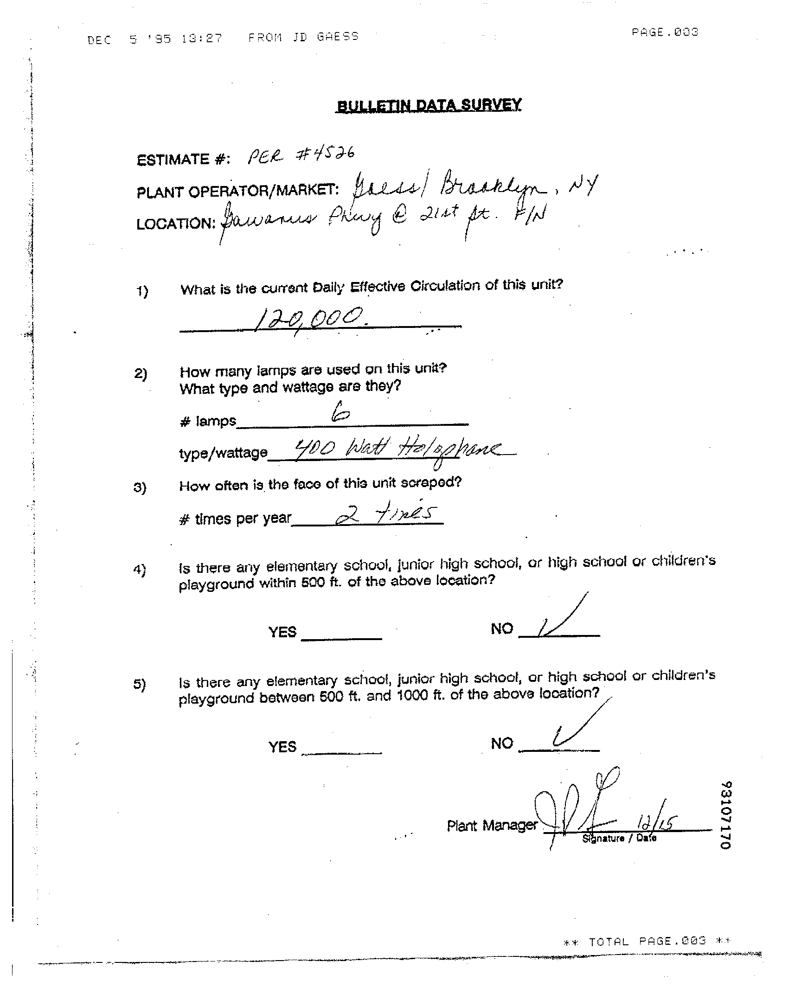 DEC 5 '95 13:27 FROM JD GAESS PAGE.003
BULLETIN DATA SURVEY
ESTIMATE #: PER #4526
PLANT OPERATOR/MARKET: Gaess/ Brooklyn, NY
LOCATION: Gawanus Pkwy @ 21st st. F/N
1) What is the current Daily Effective Circulation of this unit?
120,000.
2) How many lamps are used on this unit?
What type and wattage are they?
# lamps 6
type/wattage 400 Watt Holophane
3) How often is the face of this unit scraped?
# times per year 2 times
4) Is there any elementary school, junior high school, or high school or children's
playground within 500 ft. of the above location?
YES NO ✓
5) Is there any elementary school, junior high school, or high school or children's
playground between 500 ft. and 1000 ft. of the above location?
YES NO ✓
Plant Manager 12/15
Signature / Date
93107170
** TOTAL PAGE.003 **